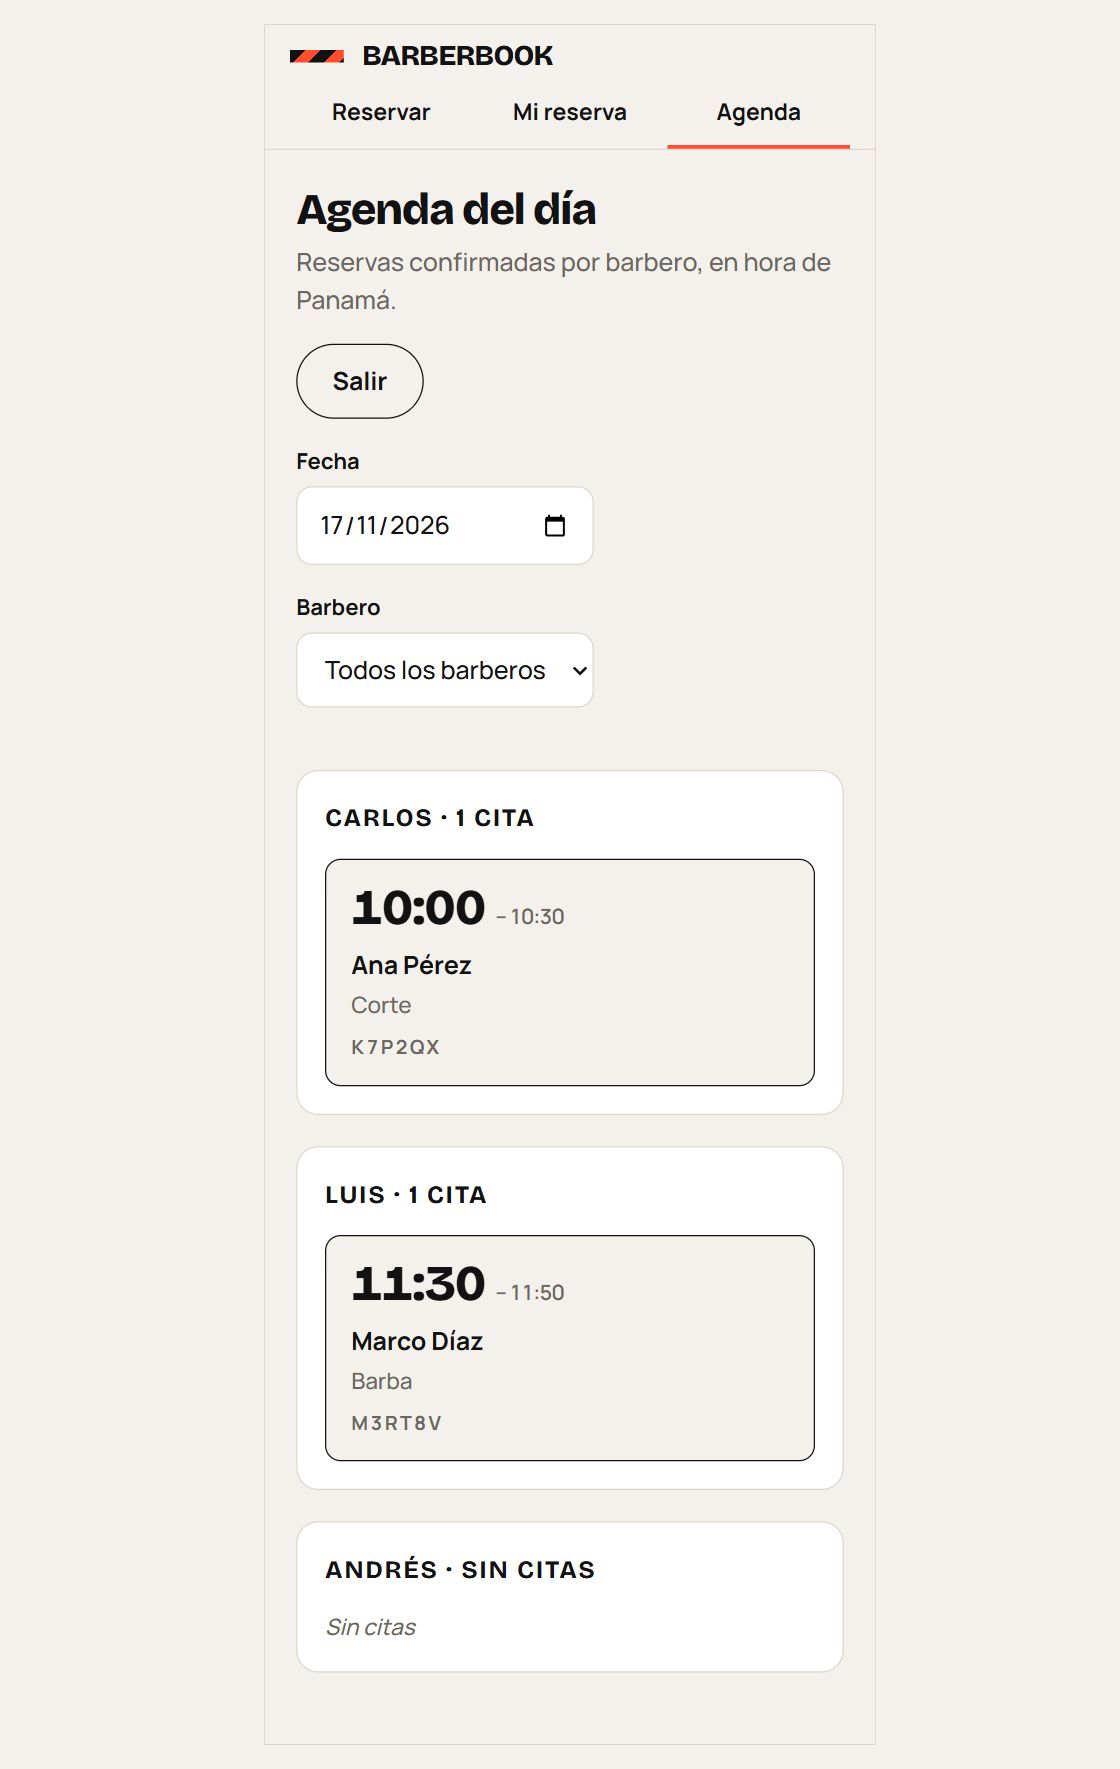 BARBERBOOK
Reservar Mi reserva Agenda
Agenda del día
Reservas confirmadas por barbero, en hora de
Panamá.
Salir
Fecha
17/11/2026
Barbero
Todos los barberos
CARLOS · 1 CITA
10:00 – 10:30
Ana Pérez
Corte
K7P2QX
LUIS · 1 CITA
11:30 – 11:50
Marco Díaz
Barba
M3RT8V
ANDRÉS · SIN CITAS
Sin citas